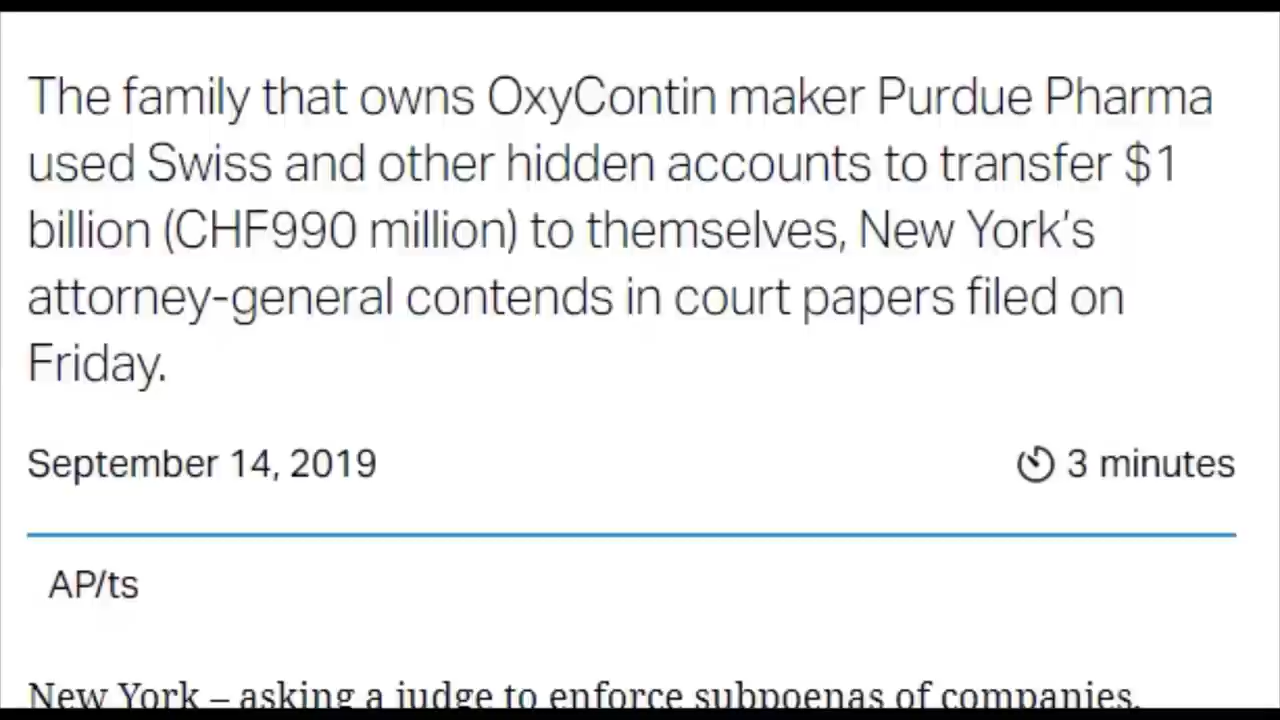 The family that owns OxyContin maker Purdue Pharma
used Swiss and other hidden accounts to transfer $1
billion (CHF990 million) to themselves, New York's
attorney-general contends in court papers filed on
Friday.
September 14, 2019
3 minutes
AP/ts
New York – asking a judge to enforce subpoenas of companies,